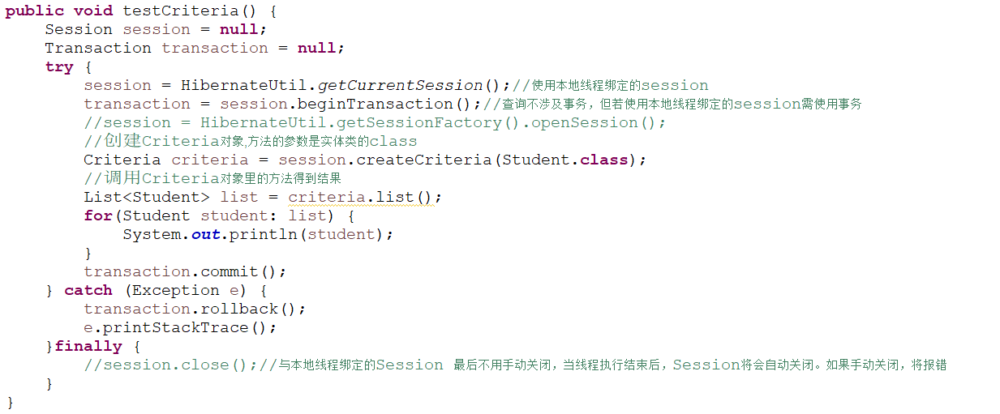 public void testCriteria() {
    Session session = null;
    Transaction transaction = null;
    try {
        session = HibernateUtil.getCurrentSession();//使用本地线程绑定的session
        transaction = session.beginTransaction();//查询不涉及事务，但若使用本地线程绑定的session需使用事务
        //session = HibernateUtil.getSessionFactory().openSession();
        //创建Criteria对象,方法的参数是实体类的class
        Criteria criteria = session.createCriteria(Student.class);
        //调用Criteria对象里的方法得到结果
        List<Student> list = criteria.list();
        for(Student student: list) {
            System.out.println(student);
        }
        transaction.commit();
    } catch (Exception e) {
        transaction.rollback();
        e.printStackTrace();
    }finally {
        //session.close();//与本地线程绑定的Session 最后不用手动关闭，当线程执行结束后，Session将会自动关闭。如果手动关闭，将报错
    }
}